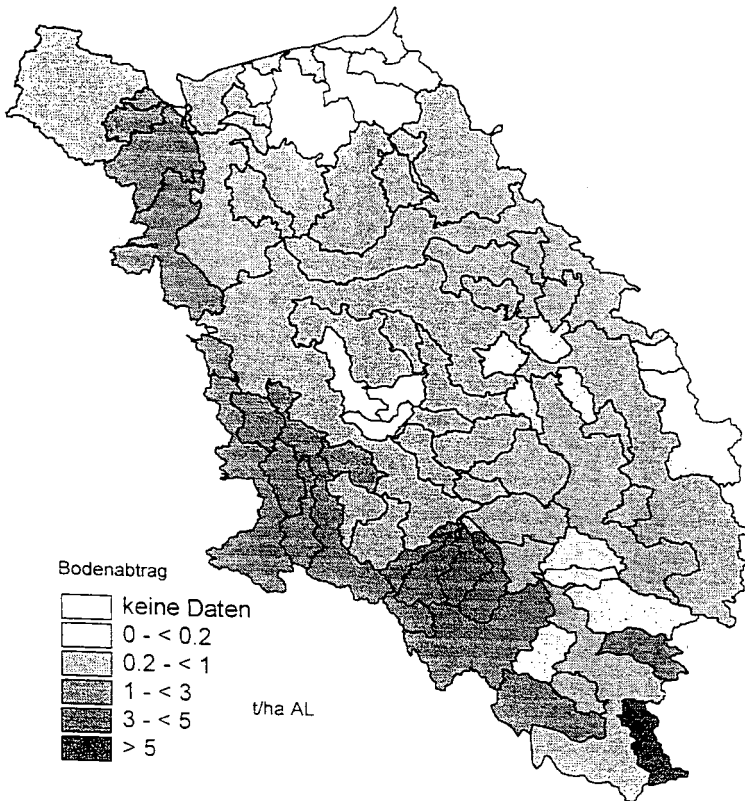 Bodenabtrag
keine Daten
0 - < 0.2
0.2 - < 1
1 - < 3
3 - < 5
> 5
t/ha AL